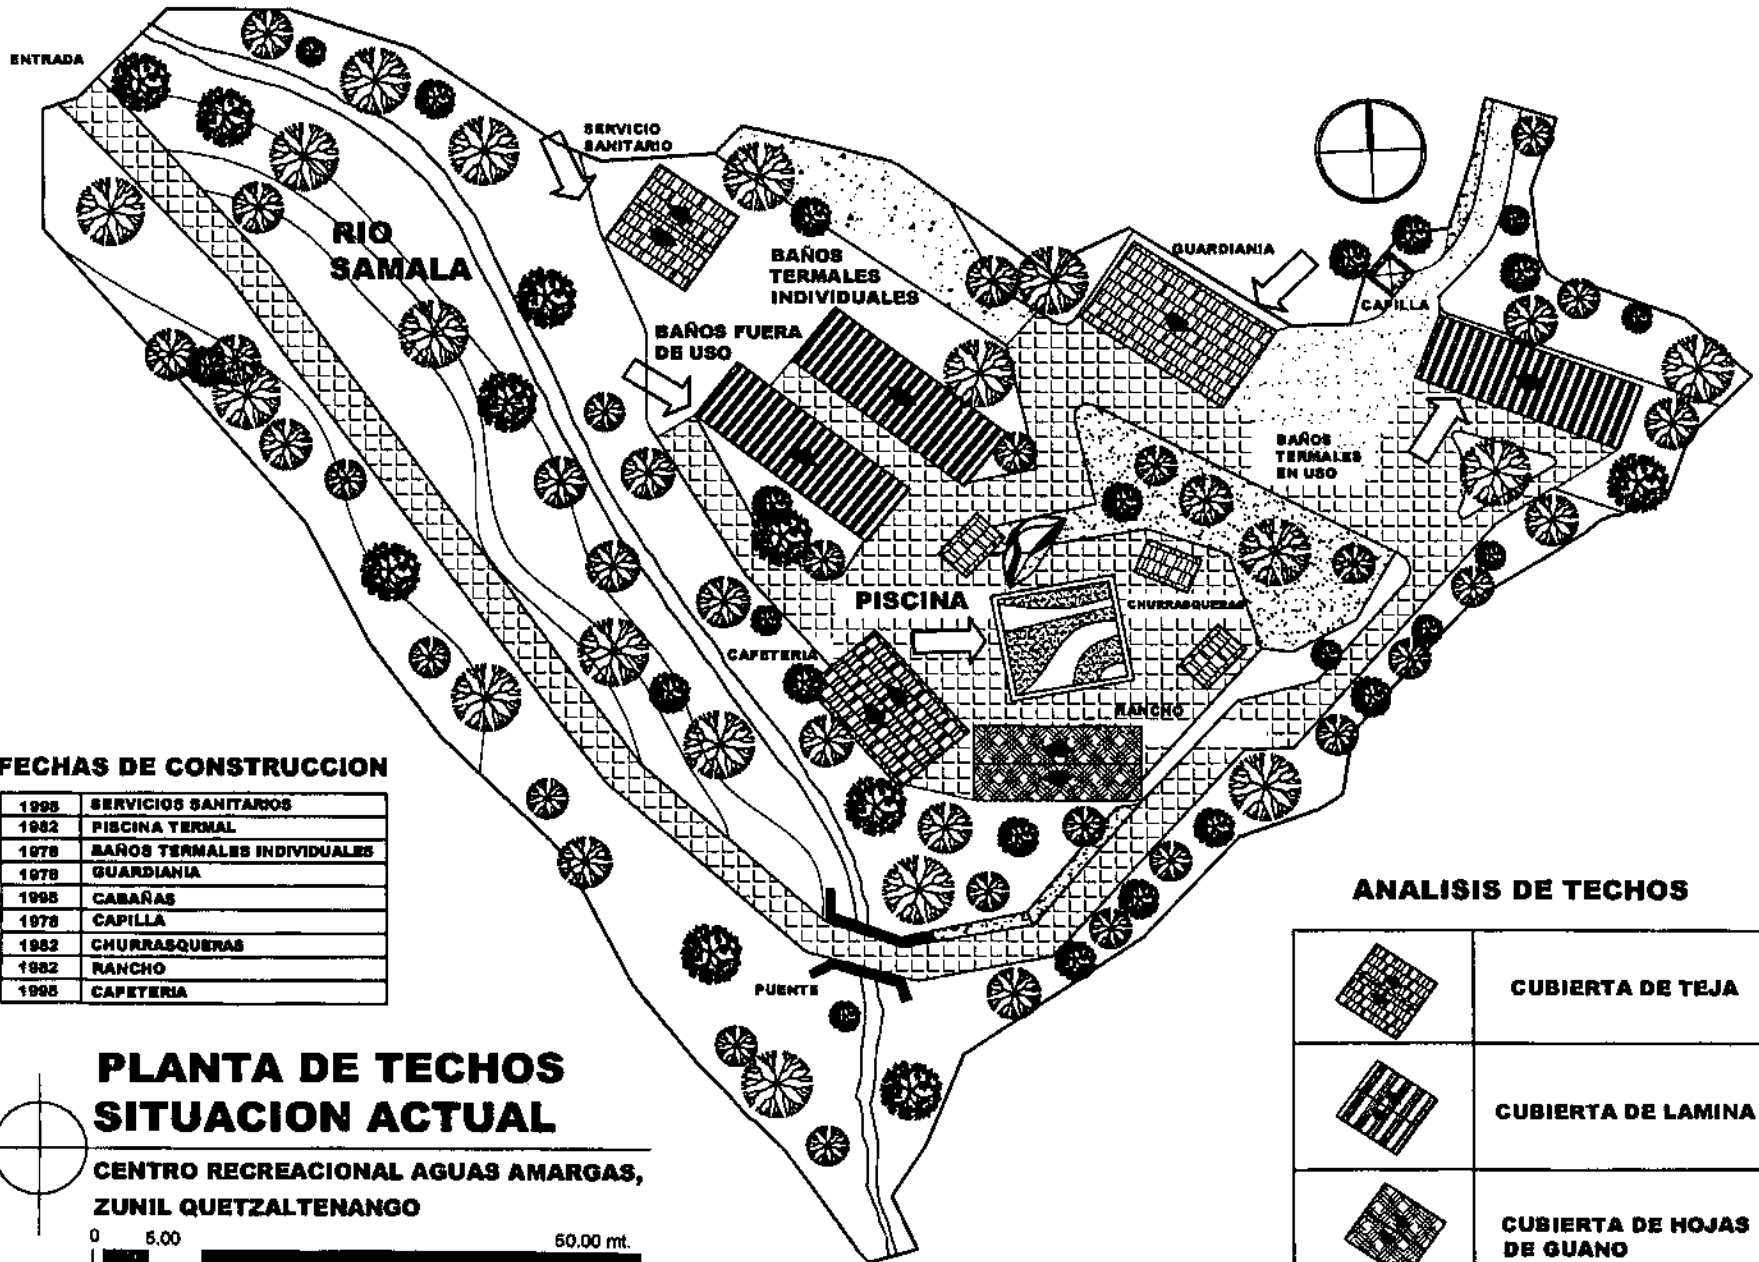 ENTRADA
SERVICIO
SANITARIO
RIO
SAMALA
BAÑOS
TERMALES
INDIVIDUALES
GUARDIANIA
CAPILLA
BAÑOS FUERA
DE USO
BAÑOS
TERMALES
EN USO
PISCINA
CHURRASQUERAS
CAFETERIA
RANCHO
PUENTE
FECHAS DE CONSTRUCCION
1998 SERVICIOS SANITARIOS
1982 PISCINA TERMAL
1978 BAÑOS TERMALES INDIVIDUALES
1978 GUARDIANIA
1995 CABAÑAS
1978 CAPILLA
1982 CHURRASQUERAS
1982 RANCHO
1995 CAFETERIA
PLANTA DE TECHOS
SITUACION ACTUAL
CENTRO RECREACIONAL AGUAS AMARGAS,
ZUNIL QUETZALTENANGO
0 5.00 50.00 mt.
ANALISIS DE TECHOS
CUBIERTA DE TEJA
CUBIERTA DE LAMINA
CUBIERTA DE HOJAS
DE GUANO